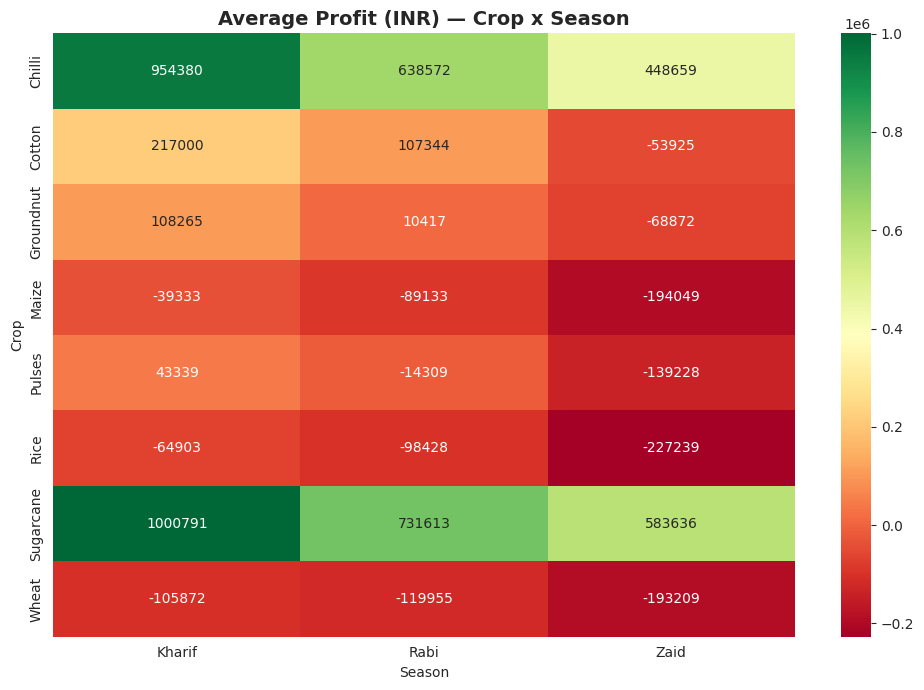 Average Profit (INR) — Crop x Season
1e6
Chilli 954380 638572 448659
Cotton 217000 107344 -53925
Groundnut 108265 10417 -68872
Maize -39333 -89133 -194049
Pulses 43339 -14309 -139228
Rice -64903 -98428 -227239
Sugarcane 1000791 731613 583636
Wheat -105872 -119955 -193209
Crop
Kharif Rabi Zaid
Season
1.0
0.8
0.6
0.4
0.2
0.0
−0.2